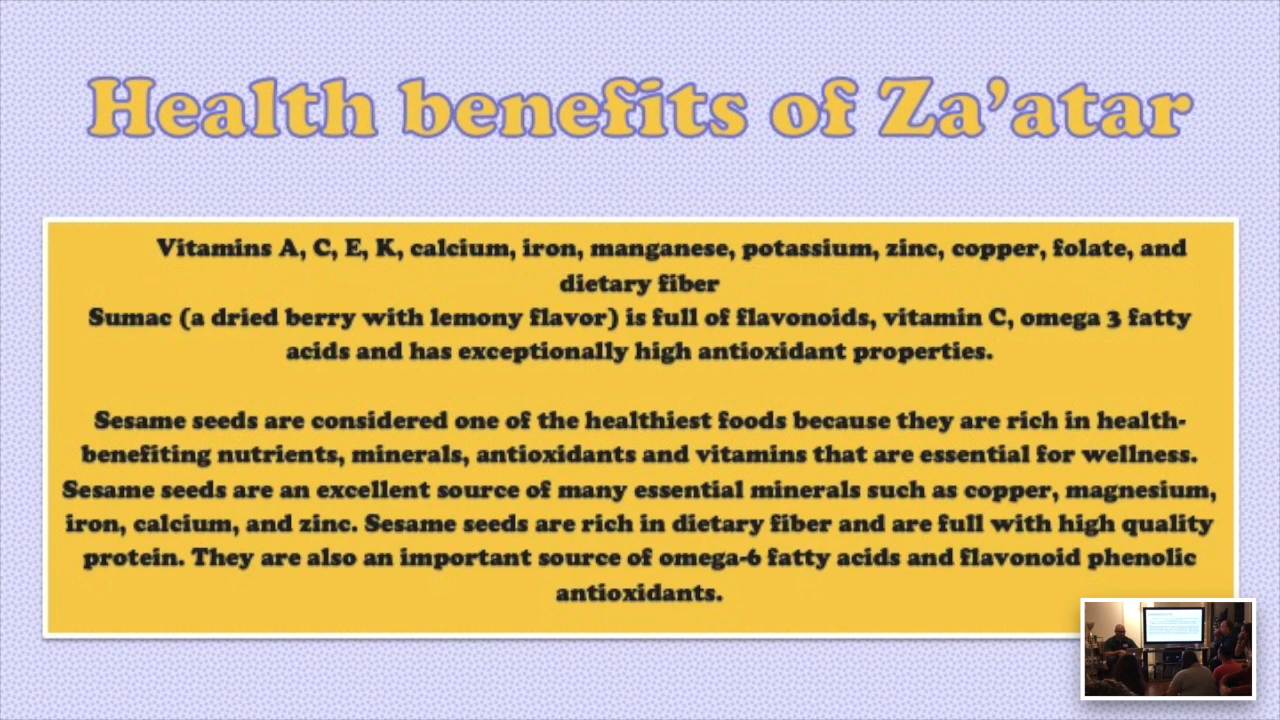 Health benefits of Za’atar
Vitamins A, C, E, K, calcium, iron, manganese, potassium, zinc, copper, folate, and
dietary fiber
Sumac (a dried berry with lemony flavor) is full of flavonoids, vitamin C, omega 3 fatty
acids and has exceptionally high antioxidant properties.
Sesame seeds are considered one of the healthiest foods because they are rich in health-
benefiting nutrients, minerals, antioxidants and vitamins that are essential for wellness.
Sesame seeds are an excellent source of many essential minerals such as copper, magnesium,
iron, calcium, and zinc. Sesame seeds are rich in dietary fiber and are full with high quality
protein. They are also an important source of omega-6 fatty acids and flavonoid phenolic
antioxidants.